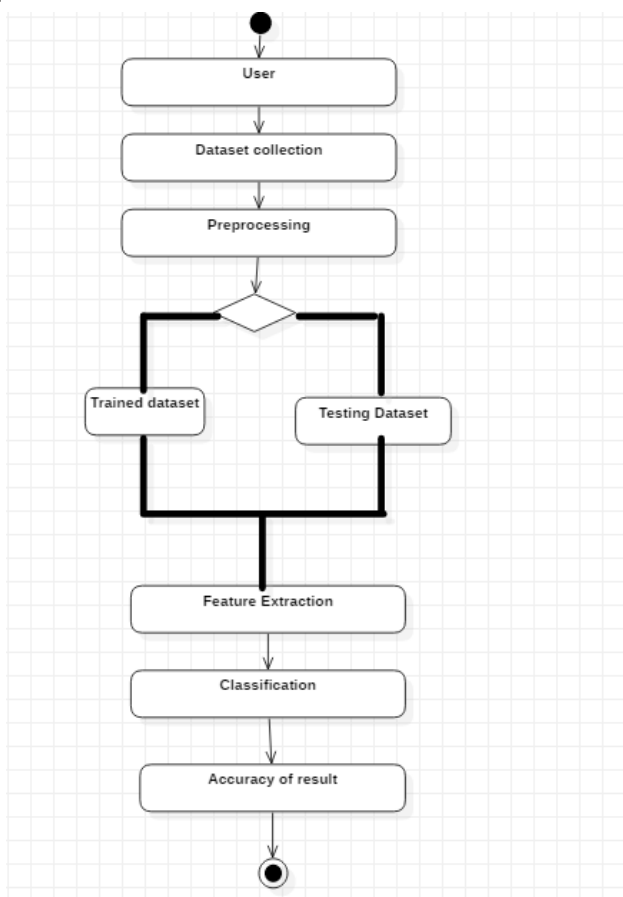 User
Dataset collection
Preprocessing
Trained dataset
Testing Dataset
Feature Extraction
Classification
Accuracy of result